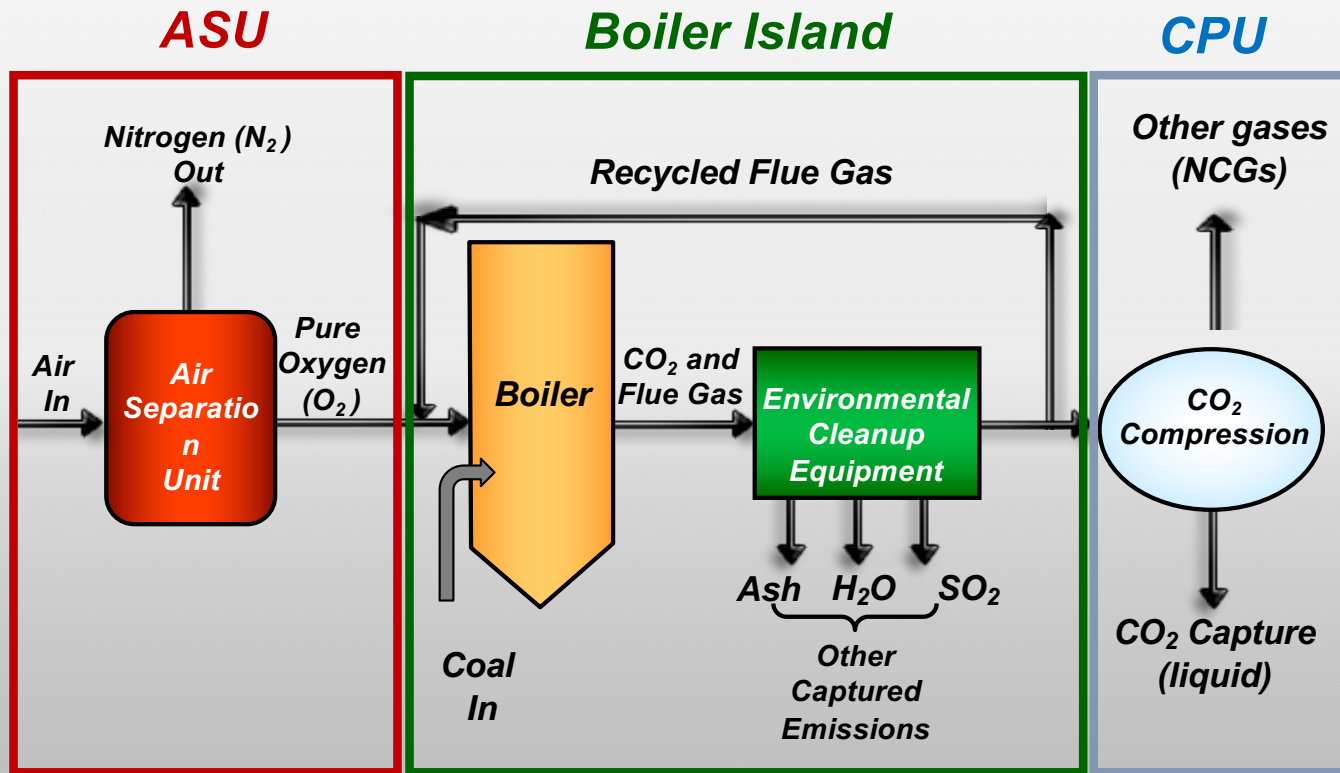 ASU
Boiler Island
CPU
Nitrogen (N₂)
Out
Air
In
Air
Separatio
n
Unit
Pure
Oxygen
(O₂)
Recycled Flue Gas
Boiler
Coal
In
CO₂ and
Flue Gas
Environmental
Cleanup
Equipment
Ash H₂O SO₂
Other
Captured
Emissions
Other gases
(NCGs)
CO₂
Compression
CO₂ Capture
(liquid)